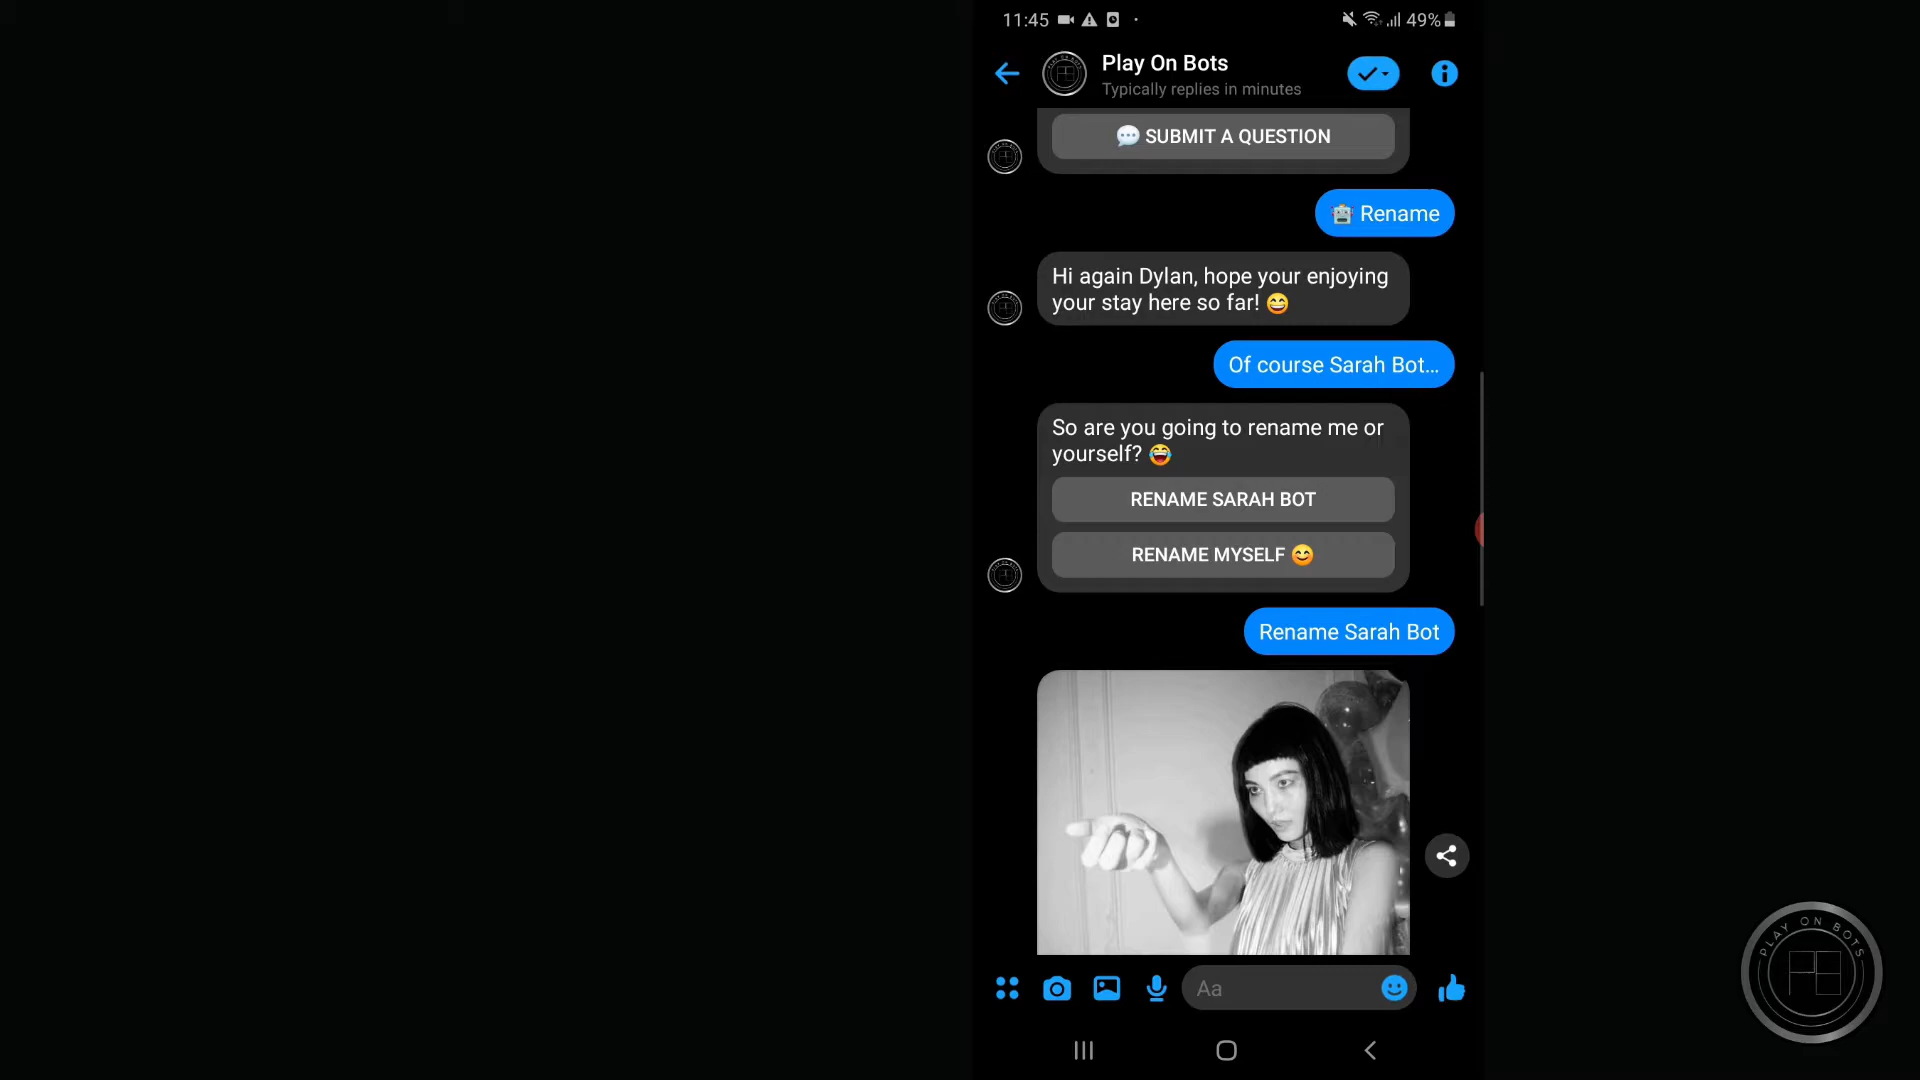 11:45
49%
Play On Bots
Typically replies in minutes
💬 SUBMIT A QUESTION
🤖 Rename
Hi again Dylan, hope your enjoying
your stay here so far! 😄
Of course Sarah Bot...
So are you going to rename me or
yourself? 😂
RENAME SARAH BOT
RENAME MYSELF 😊
Rename Sarah Bot
Aa
PLAY ON BOTS